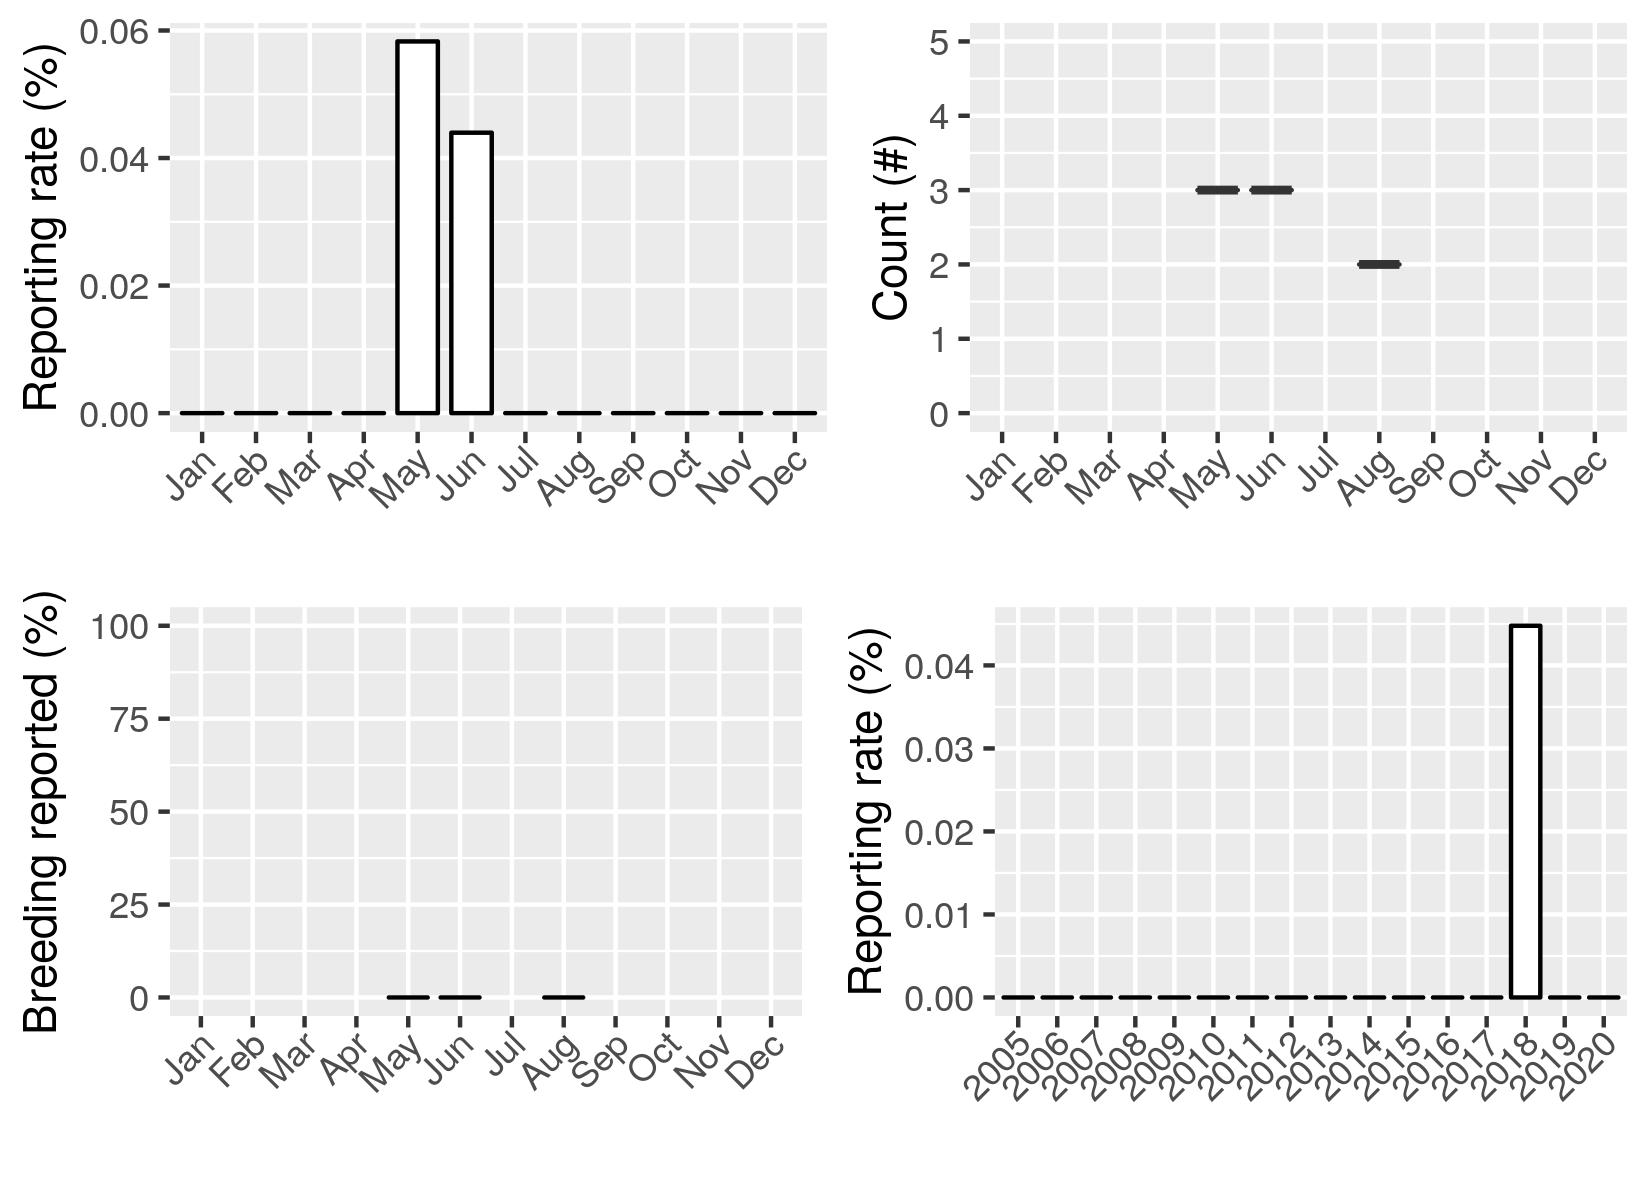 Reporting rate (%)
0.06
0.04
0.02
0.00
Jan Feb Mar Apr May Jun Jul Aug Sep Oct Nov Dec
Count (#)
5
4
3
2
1
0
Jan Feb Mar Apr May Jun Jul Aug Sep Oct Nov Dec
Breeding reported (%)
100
75
50
25
0
Jan Feb Mar Apr May Jun Jul Aug Sep Oct Nov Dec
Reporting rate (%)
0.04
0.03
0.02
0.01
0.00
2005 2006 2007 2008 2009 2010 2011 2012 2013 2014 2015 2016 2017 2018 2019 2020